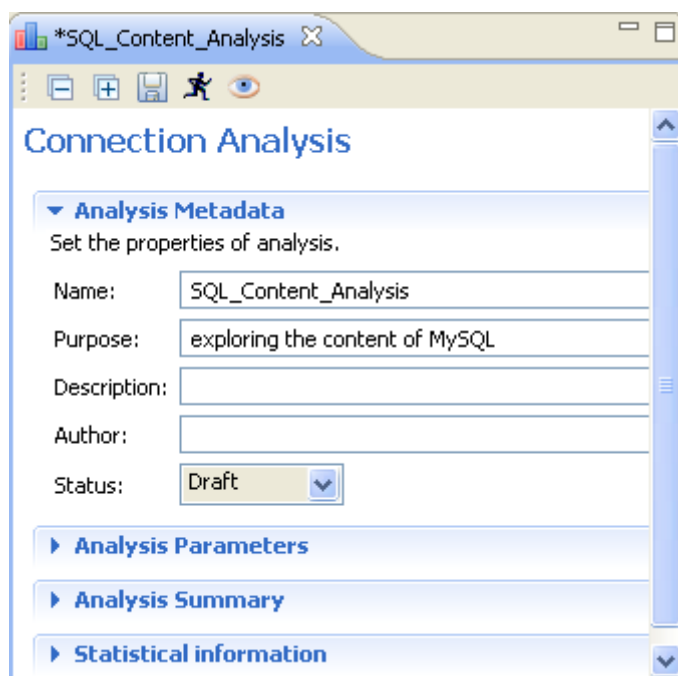 *SQL_Content_Analysis
Connection Analysis
Analysis Metadata
Set the properties of analysis.
Name: SQL_Content_Analysis
Purpose: exploring the content of MySQL
Description:
Author:
Status: Draft
Analysis Parameters
Analysis Summary
Statistical information